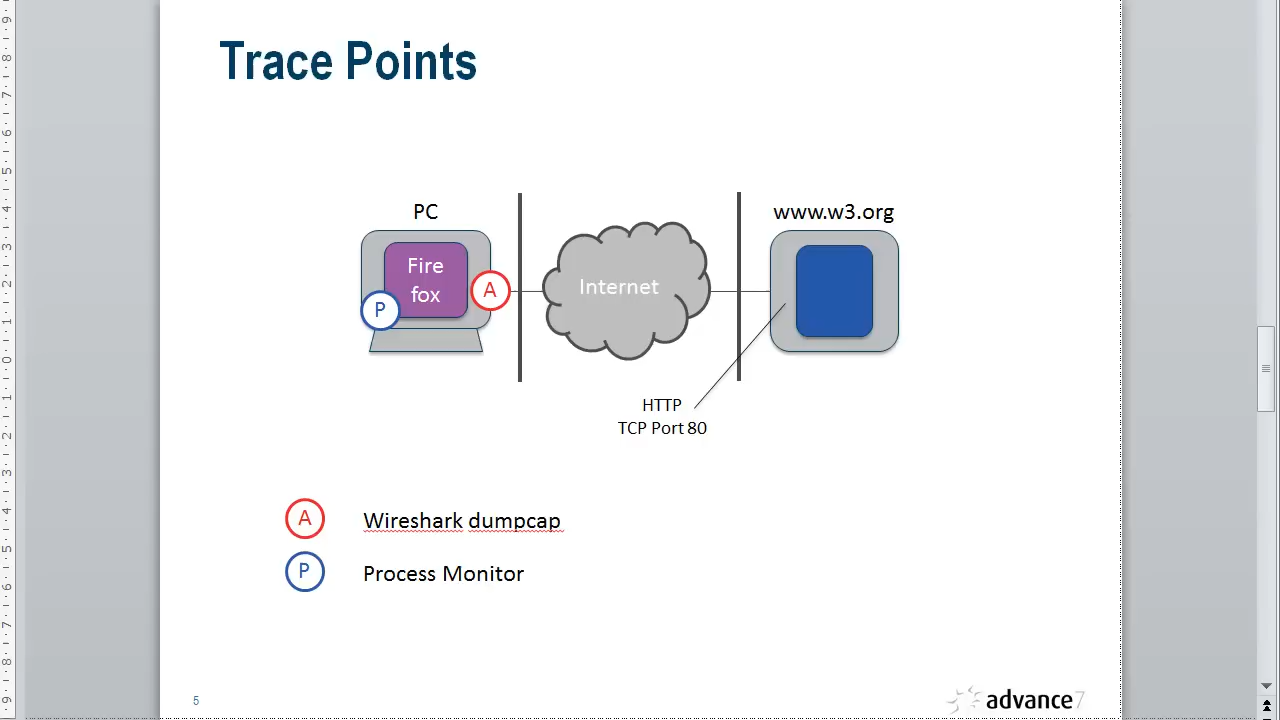 Trace Points
PC
www.w3.org
Fire
fox
A
P
Internet
HTTP
TCP Port 80
A
Wireshark dumpcap
P
Process Monitor
5
advance7